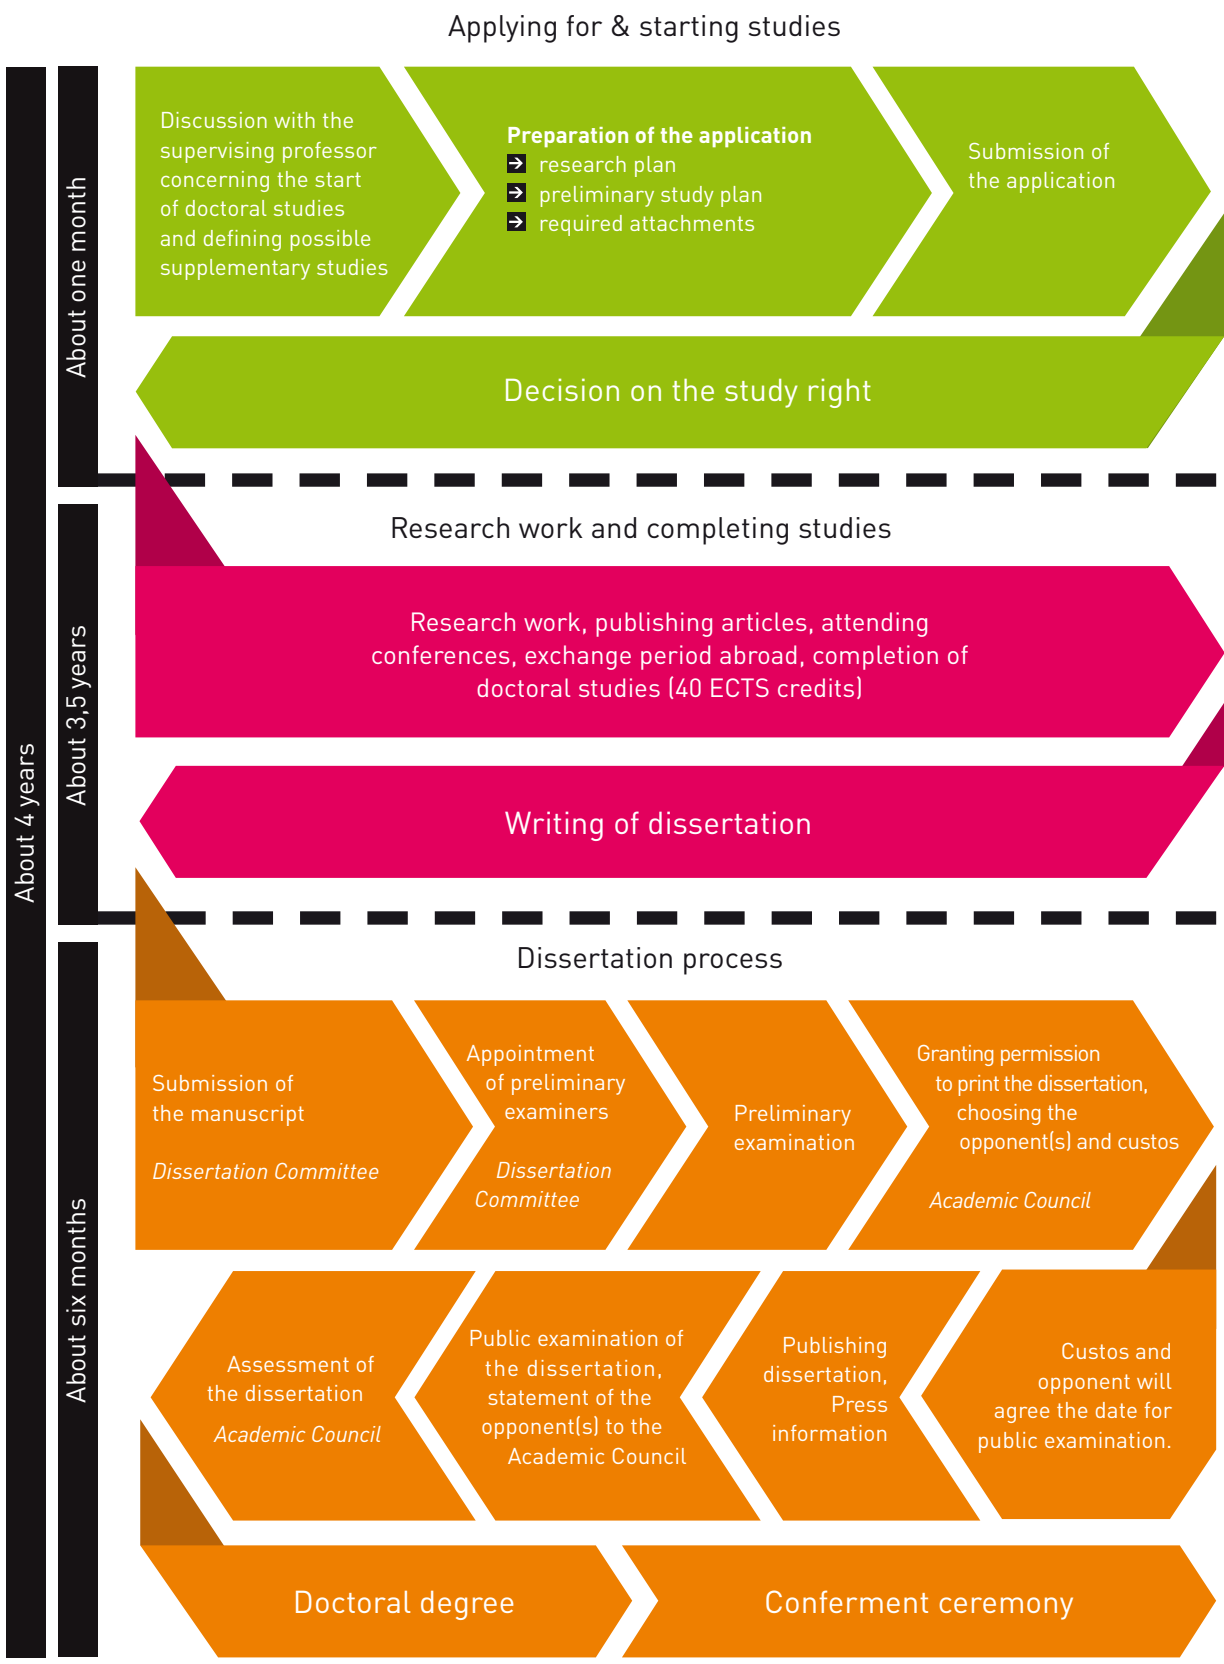 Applying for & starting studies
About 4 years
About one month
Discussion with the
supervising professor
concerning the start
of doctoral studies
and defining possible
supplementary studies
Preparation of the application
research plan
preliminary study plan
required attachments
Submission of
the application
Decision on the study right
About 3,5 years
Research work and completing studies
Research work, publishing articles, attending
conferences, exchange period abroad, completion of
doctoral studies (40 ECTS credits)
Writing of dissertation
About six months
Dissertation process
Submission of
the manuscript
Dissertation Committee
Appointment
of preliminary
examiners
Dissertation
Committee
Preliminary
examination
Granting permission
to print the dissertation,
choosing the
opponent(s) and custos
Academic Council
Custos and
opponent will
agree the date for
public examination.
Publishing
dissertation,
Press
information
Public examination of
the dissertation,
statement of the
opponent(s) to the
Academic Council
Assessment of
the dissertation
Academic Council
Doctoral degree
Conferment ceremony